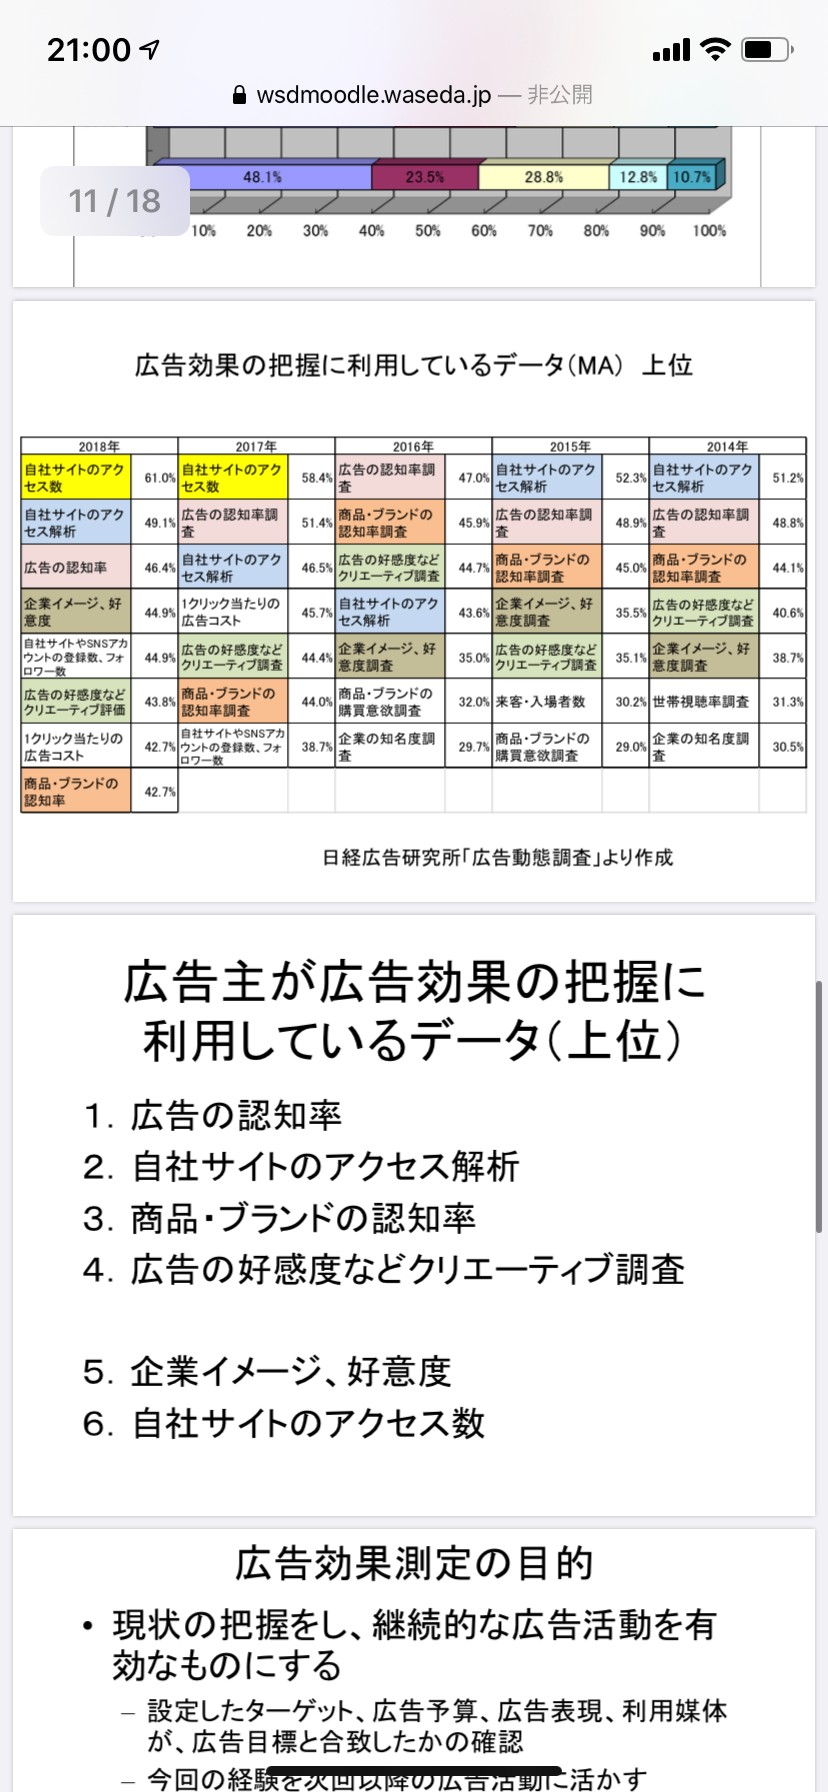 21:00
wsdmoodle.waseda.jp — 非公開
48.1% 23.5% 28.8% 12.8% 10.7%
11 / 18
10% 20% 30% 40% 50% 60% 70% 80% 90% 100%
広告効果の把握に利用しているデータ(MA) 上位
2018年 2017年 2016年 2015年 2014年
自社サイトのアク
セス数
61.0%
自社サイトのアク
セス数
58.4%
広告の認知率調
査
47.0%
自社サイトのアク
セス解析
52.3%
自社サイトのアク
セス解析
51.2%
自社サイトのアク
セス解析
49.1%
広告の認知率調
査
51.4%
商品・ブランドの
認知率調査
45.9%
広告の認知率調
査
48.9%
広告の認知率調
査
48.8%
広告の認知率
46.4%
自社サイトのアク
セス解析
46.5%
広告の好感度など
クリエーティブ調査
44.7%
商品・ブランドの
認知率調査
45.0%
商品・ブランドの
認知率調査
44.1%
企業イメージ、好
意度
44.9%
1クリック当たりの
広告コスト
45.7%
自社サイトのアク
セス解析
43.6%
企業イメージ、好
意度調査
35.5%
広告の好感度など
クリエーティブ調査
40.6%
自社サイトやSNSアカ
ウントの登録数、フォ
ロワー数
44.9%
広告の好感度など
クリエーティブ調査
44.4%
企業イメージ、好
意度調査
35.0%
広告の好感度など
クリエーティブ調査
35.1%
企業イメージ、好
意度調査
38.7%
広告の好感度など
クリエーティブ評価
43.8%
商品・ブランドの
認知率調査
44.0%
商品・ブランドの
購買意欲調査
32.0%
来客・入場者数
30.2%
世帯視聴率調査
31.3%
1クリック当たりの
広告コスト
42.7%
自社サイトやSNSアカ
ウントの登録数、フォ
ロワー数
38.7%
企業の知名度調
査
29.7%
商品・ブランドの
購買意欲調査
29.0%
企業の知名度調
査
30.5%
商品・ブランドの
認知率
42.7%
日経広告研究所「広告動態調査」より作成
広告主が広告効果の把握に
利用しているデータ(上位)
1. 広告の認知率
2. 自社サイトのアクセス解析
3. 商品・ブランドの認知率
4. 広告の好感度などクリエーティブ調査
5. 企業イメージ、好意度
6. 自社サイトのアクセス数
広告効果測定の目的
• 現状の把握をし、継続的な広告活動を有
効なものにする
– 設定したターゲット、広告予算、広告表現、利用媒体
が、広告目標と合致したかの確認
– 今回の経験を次回以降の広告活動に活かす